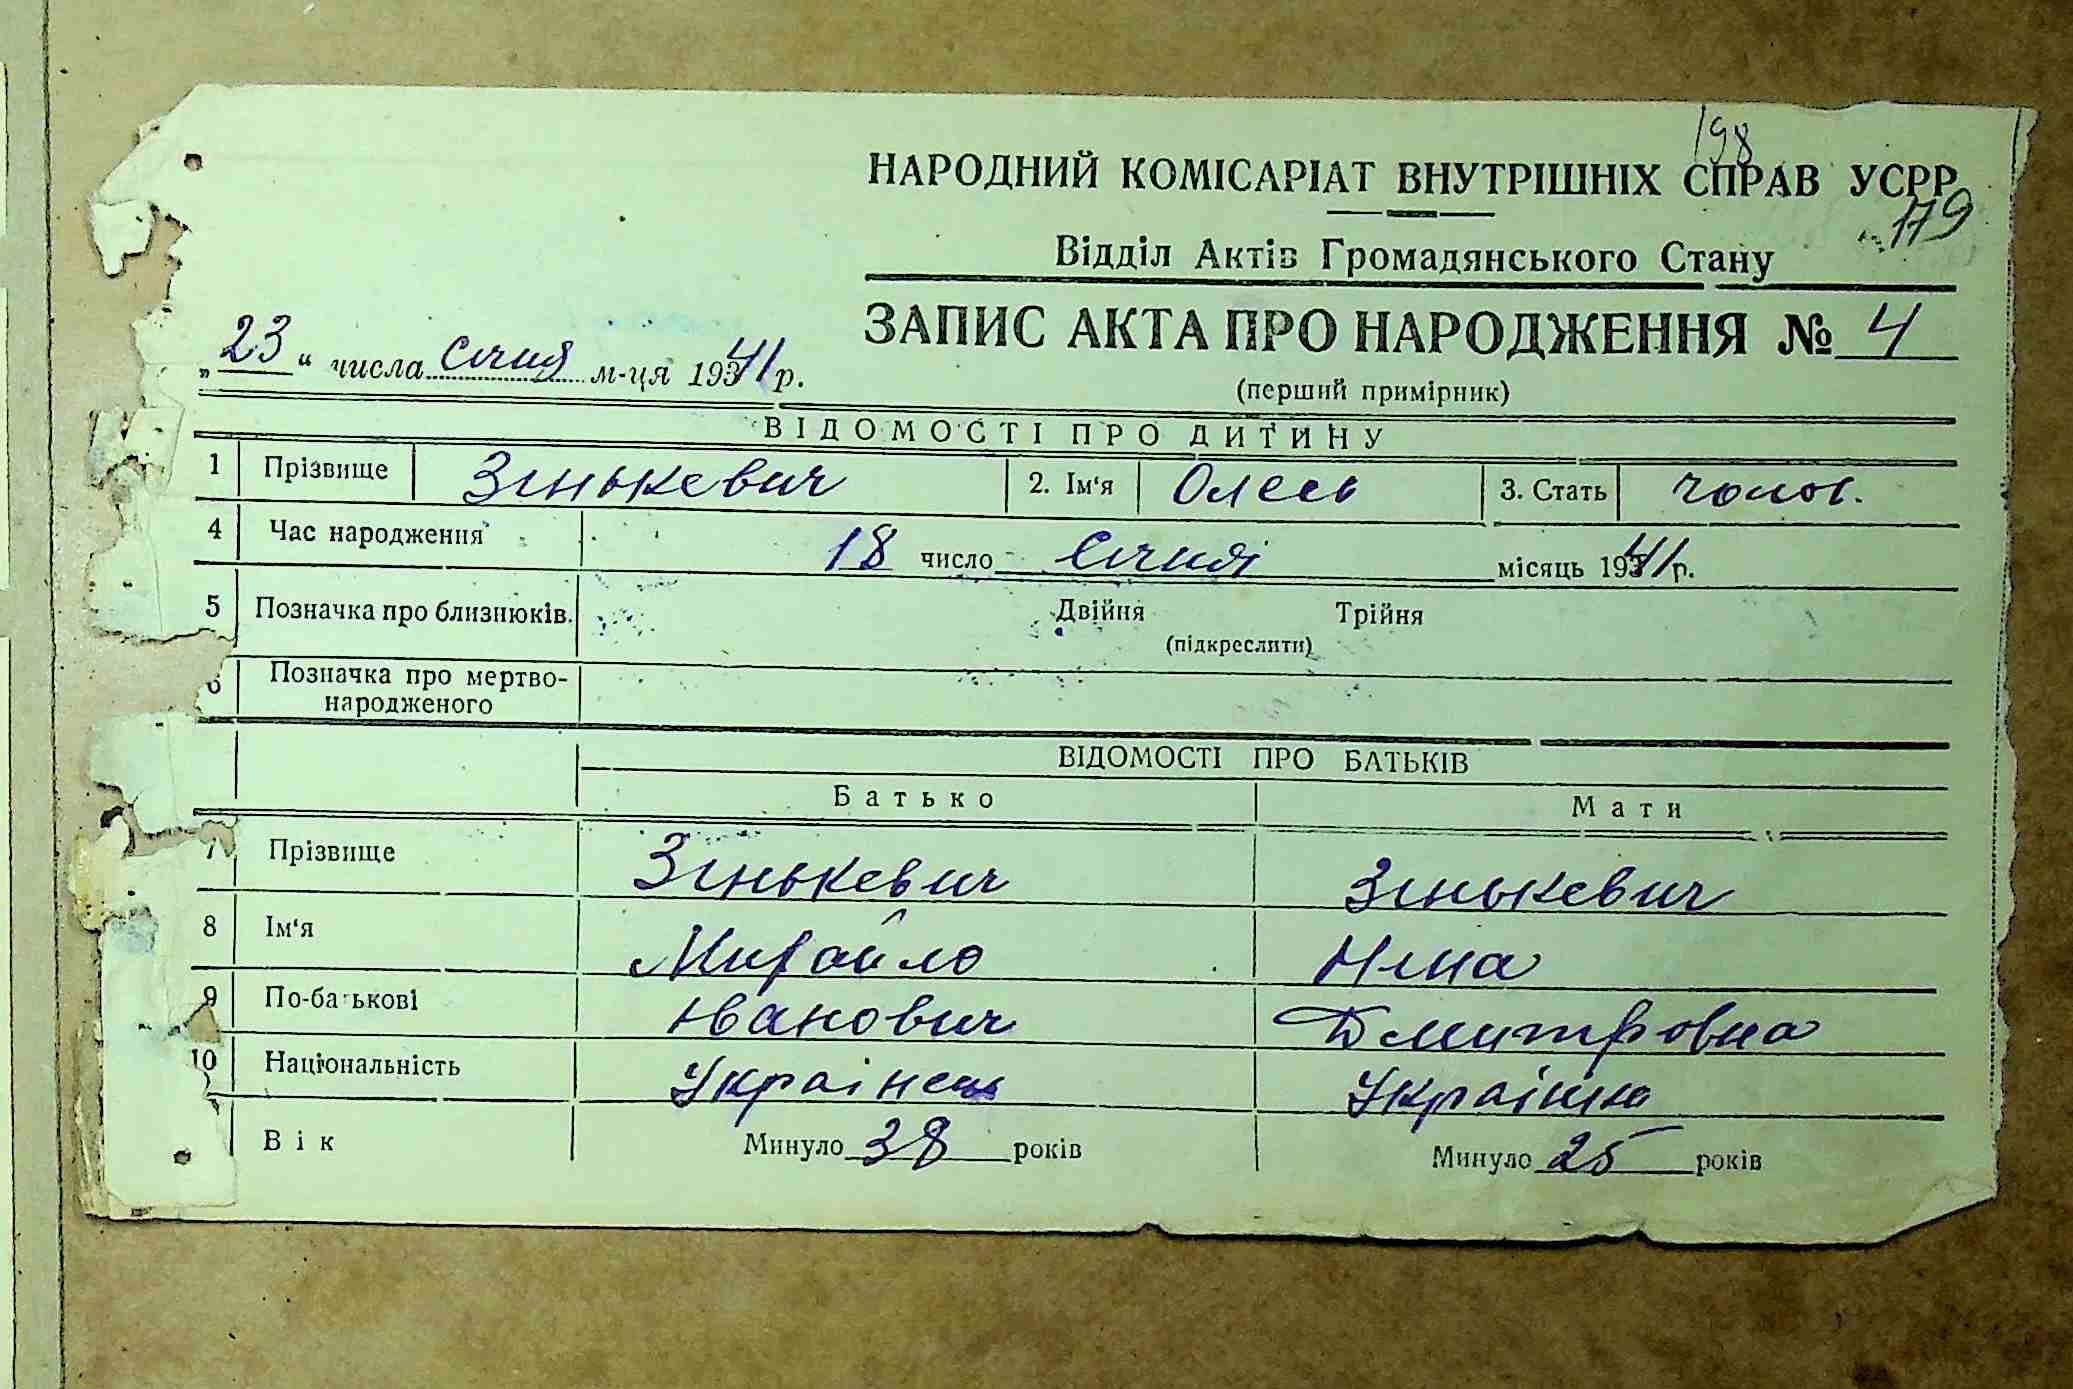 198
НАРОДНИЙ КОМІСАРІАТ ВНУТРІШНІХ СПРАВ УСРР
179
Відділ Актів Громадянського Стану
ЗАПИС АКТА ПРО НАРОДЖЕННЯ № 4
„ 23 “ числа січня м-ця 1941 р.
(перший примірник)
ВІДОМОСТІ ПРО ДИТИНУ
1 Прізвище Зінькевич 2. Ім‘я Олесь 3. Стать чолов.
4 Час народження 18 число січня місяць 1941 р.
5 Позначка про близнюків. Двійня Трійня
(підкреслити)
6 Позначка про мертво-
народженого
ВІДОМОСТІ ПРО БАТЬКІВ
Батько Мати
7 Прізвище Зінькевич Зінькевич
8 Ім‘я Михайло Ніна
9 По-батькові Іванович Дмитровна
10 Національність Українець Українка
Вік Минуло 38 років Минуло 25 років